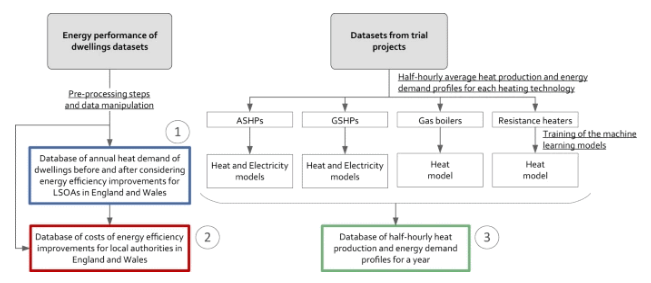 Energy performance of
dwellings datasets
Datasets from trial
projects
Pre-processing steps
and data manipulation
Half-hourly average heat production and energy
demand profiles for each heating technology
1
ASHPs
GSHPs
Gas boilers
Resistance heaters
Training of the machine
learning models
Database of annual heat demand of
dwellings before and after considering
energy efficiency improvements for
LSOAs in England and Wales
Heat and Electricity
models
Heat and Electricity
models
Heat
model
Heat
model
Database of costs of energy efficiency
improvements for local authorities in
England and Wales
2
Database of half-hourly heat
production and energy demand
profiles for a year
3